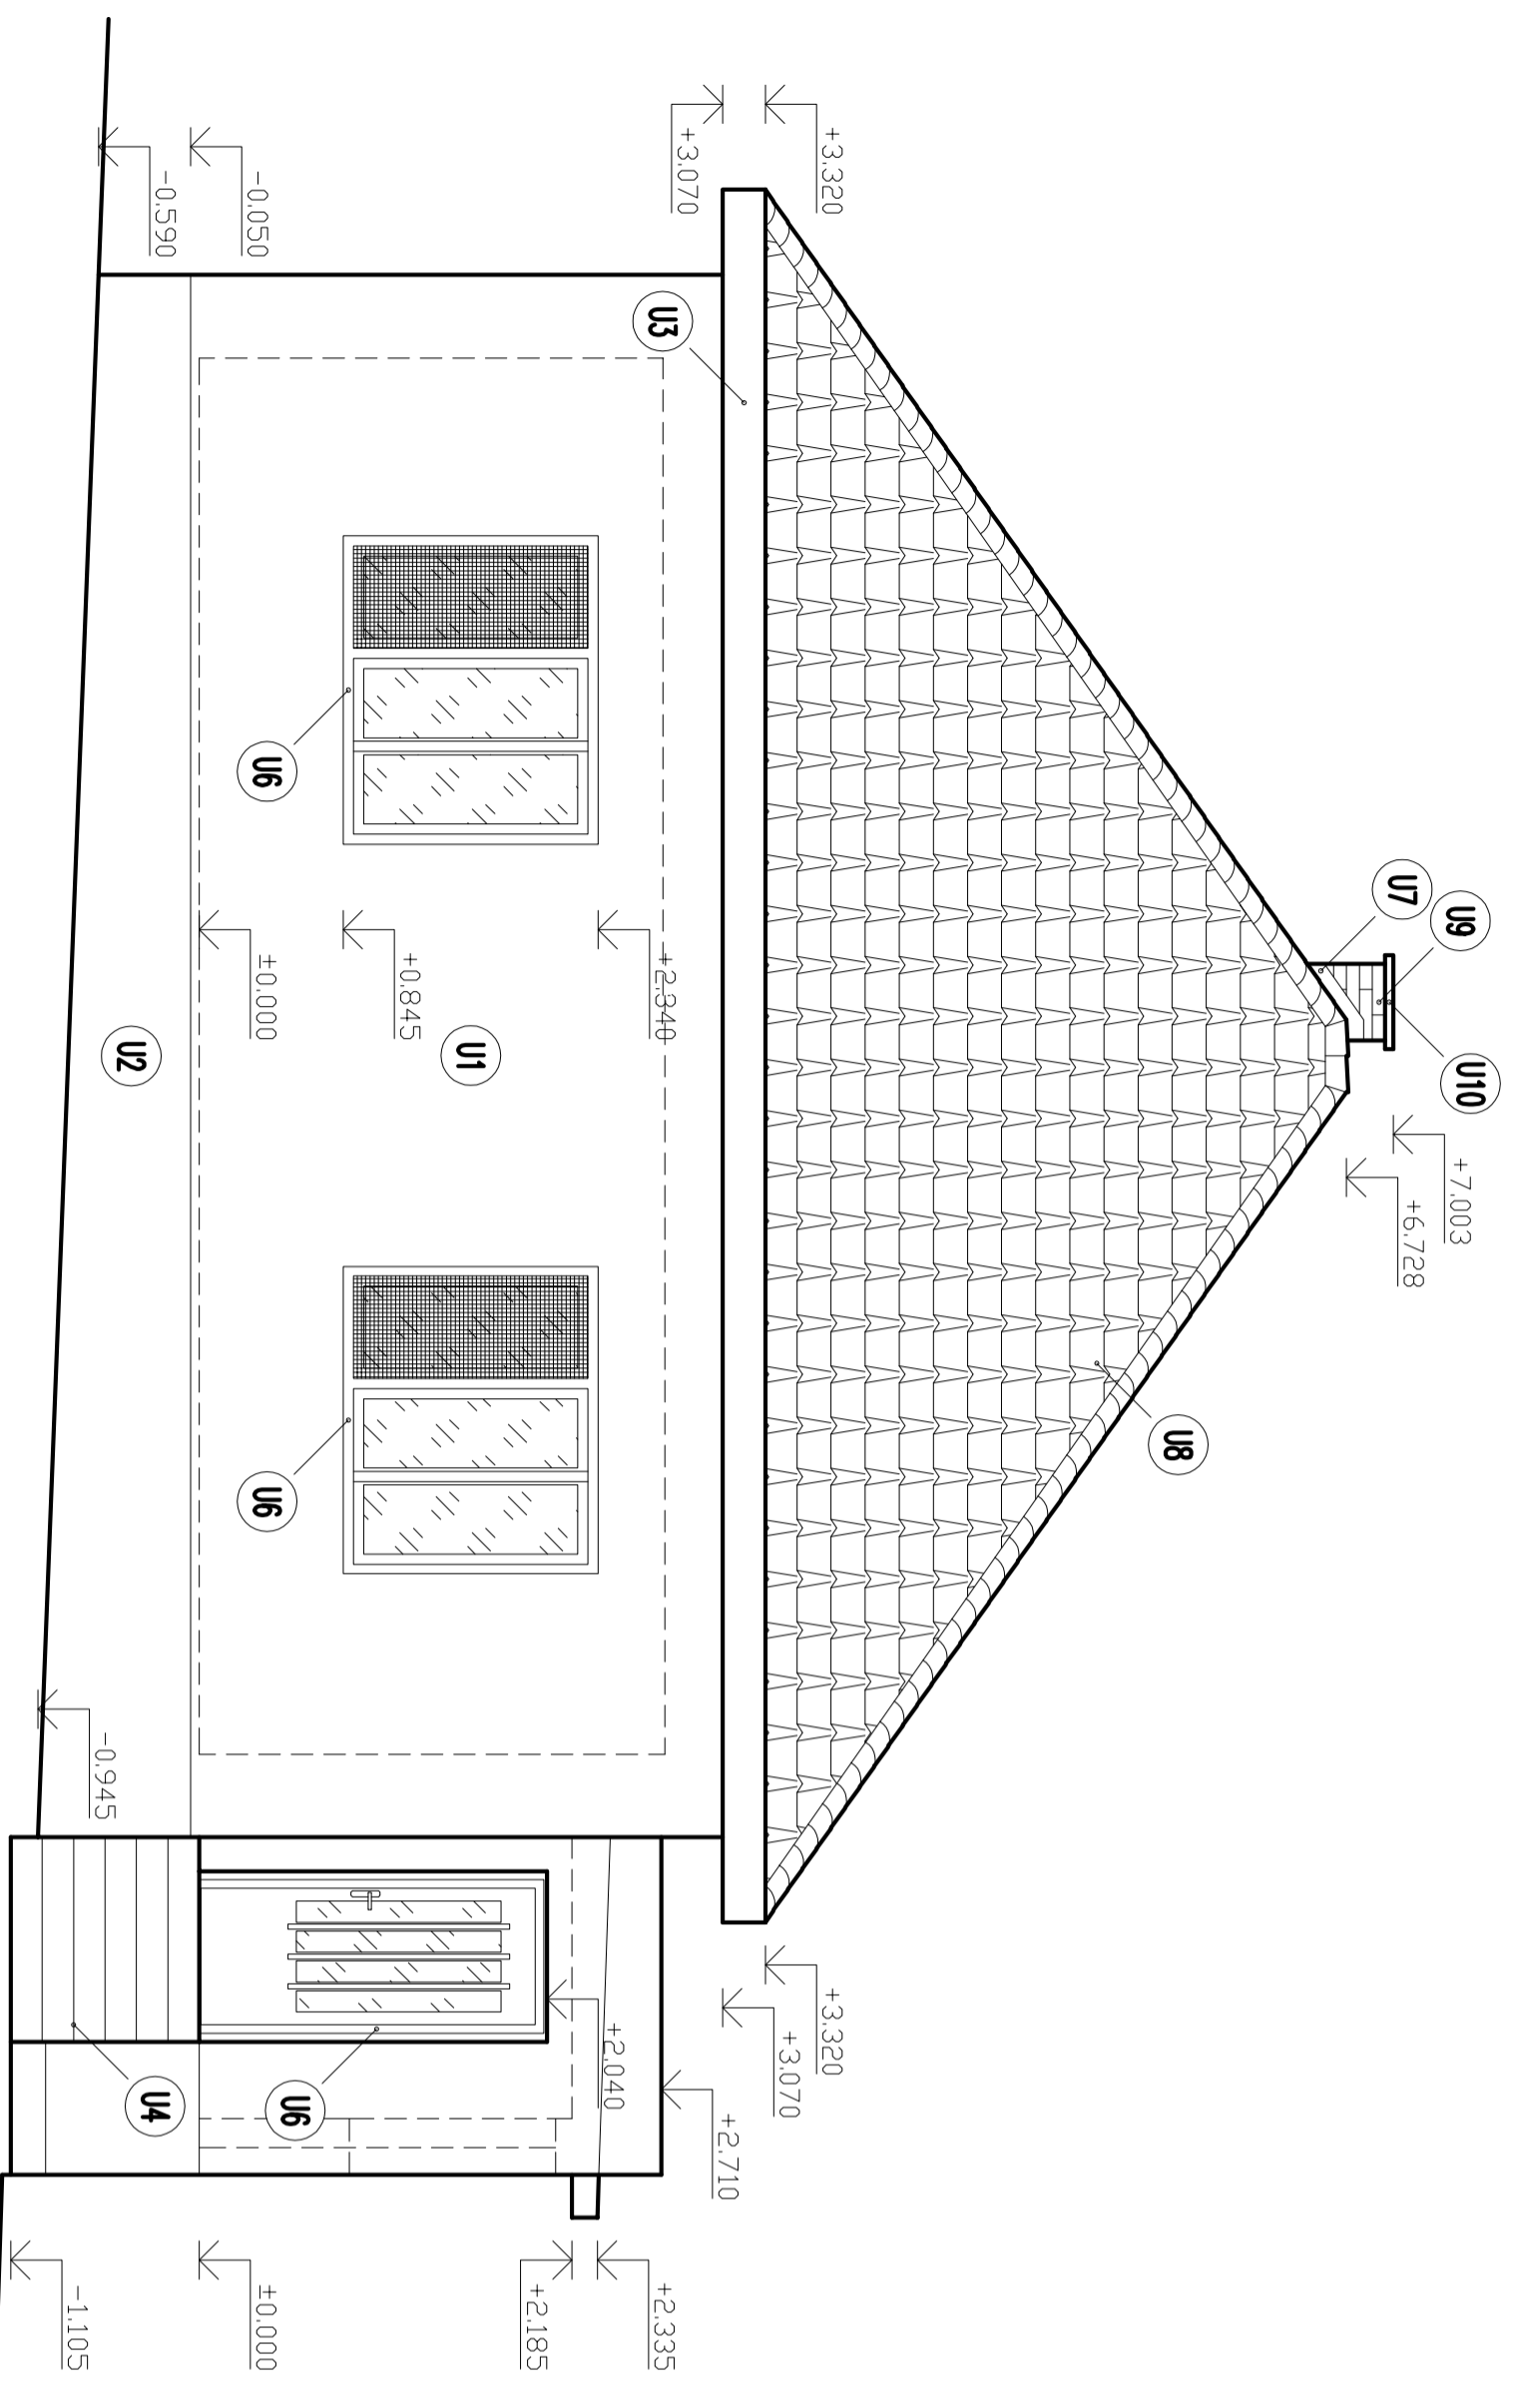 U10
U9
U7
+7,003
+6,728
U8
+3,320
+3,070
+3,320
+3,070
U3
+2,710
+2,340
+2,335
+2,185
+2,040
U1
+0,845
U6
U6
U6
±0,000
±0,000
-0,050
-0,590
U2
U4
-0,945
-1,105